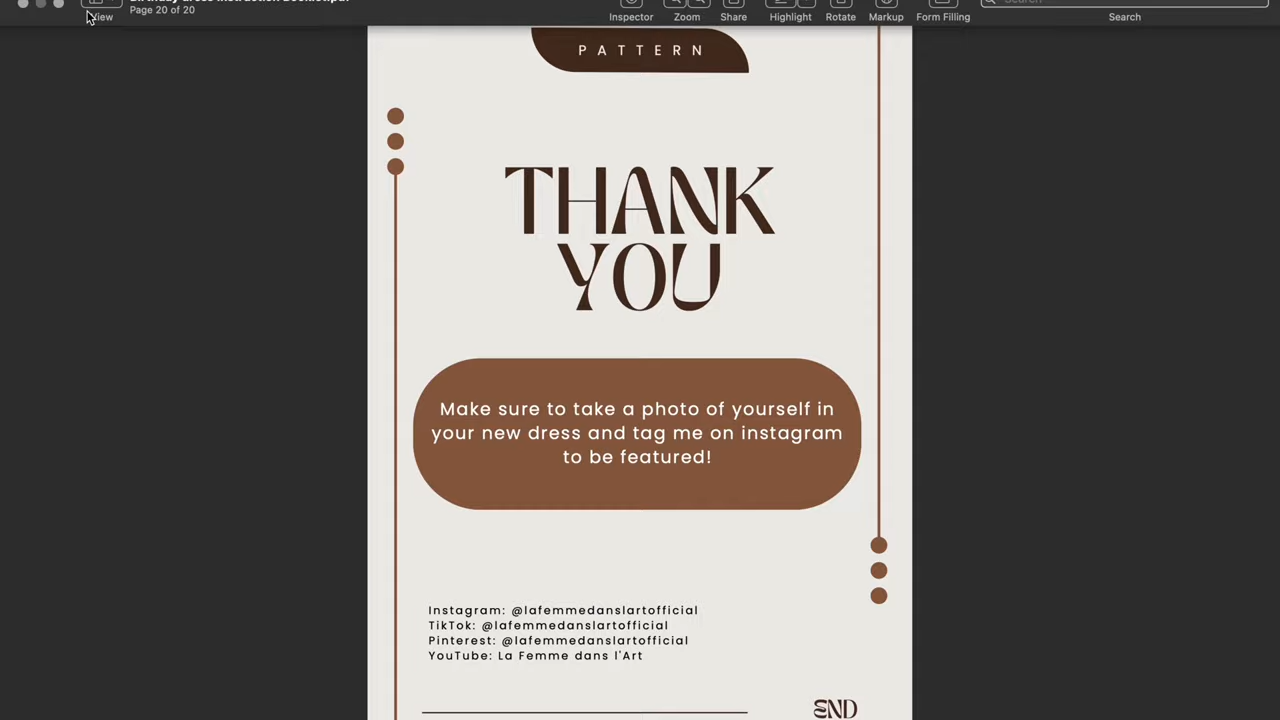 Page 20 of 20
View
Inspector
Zoom
Share
Highlight
Rotate
Markup
Form Filling
Search
PATTERN
THANK
YOU
Make sure to take a photo of yourself in
your new dress and tag me on instagram
to be featured!
Instagram: @lafemmedanslartofficial
TikTok: @lafemmedanslartofficial
Pinterest: @lafemmedanslartofficial
YouTube: La Femme dans l'Art
END